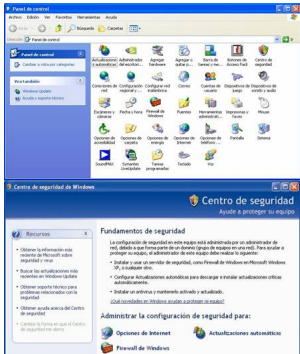 Panel de control
Archivo Edición Ver Favoritos Herramientas Ayuda
Atrás Búsqueda Carpetas
Dirección Panel de control
Panel de control
Cambiar a vista por categorías
Vea también
Windows Update
Ayuda y soporte técnico
Actualizaciones automáticas
Administrador del escritorio...
Agregar hardware
Agregar o quitar p...
Barra de tareas y me...
Botones de Acceso Fácil
Centro de seguridad
Conexiones de red
Configuración regional y...
Configurar red inalámbrica
Correo
Cuentas de usuario
Dispositivos de juego
Dispositivos de sonido y audio
Escáneres y cámaras
Fecha y hora
Firewall de Windows
Fuentes
Herramientas administrati...
Impresoras y faxes
Mouse
Opciones de accesibilidad
Opciones de carpeta
Opciones de energía
Opciones de Internet
Opciones de teléfono...
Pantalla
Sistema
SoundMAX
Symantec LiveUpdate
Tareas programadas
Teclado
Voz
Centro de seguridad de Windows
Centro de seguridad
Ayude a proteger su equipo
Recursos
• Obtener la información más
reciente de Microsoft sobre
seguridad y virus
• Buscar las actualizaciones más
recientes en Windows Update
• Obtener soporte técnico para
problemas relacionados con la
seguridad
• Obtener ayuda acerca del Centro
de seguridad
• Cambiar la forma en que el Centro
de seguridad me alerta
Fundamentos de seguridad
La configuración de seguridad en este equipo está administrada por un administrador de
red, debido a que forma parte de un dominio (grupo de equipos en una red). Para ayudar a
proteger su equipo, el administrador de este equipo debe realizar lo siguiente:
• Instalar y usar un servidor de seguridad, como Firewall de Windows en Microsoft Windows
XP, o cualquier otro.
• Configurar Actualizaciones automáticas para descargar e instalar actualizaciones críticas
automáticamente.
• Instalar un antivirus y mantenerlo activado y actualizado.
¿Qué novedades en Windows ayudan a proteger mi equipo?
Administrar la configuración de seguridad para:
Opciones de Internet
Actualizaciones automáticas
Firewall de Windows